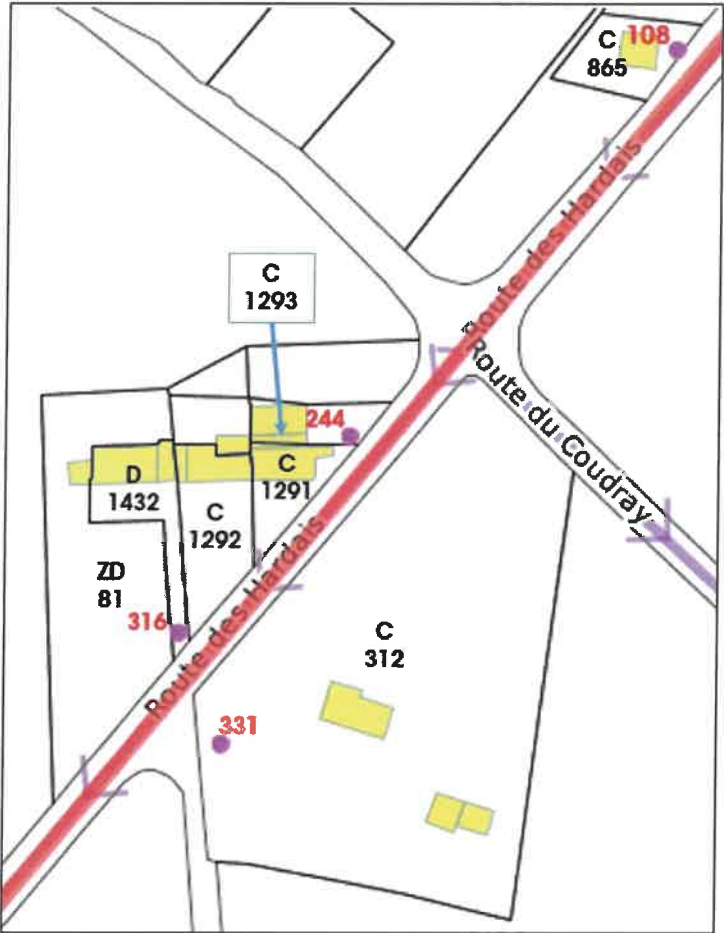 C
865
108
Route des Hardais
C
1293
Route du Coudray
244
D
1432
C
1291
C
1292
ZD
81
316
Route des Hardais
C
312
331